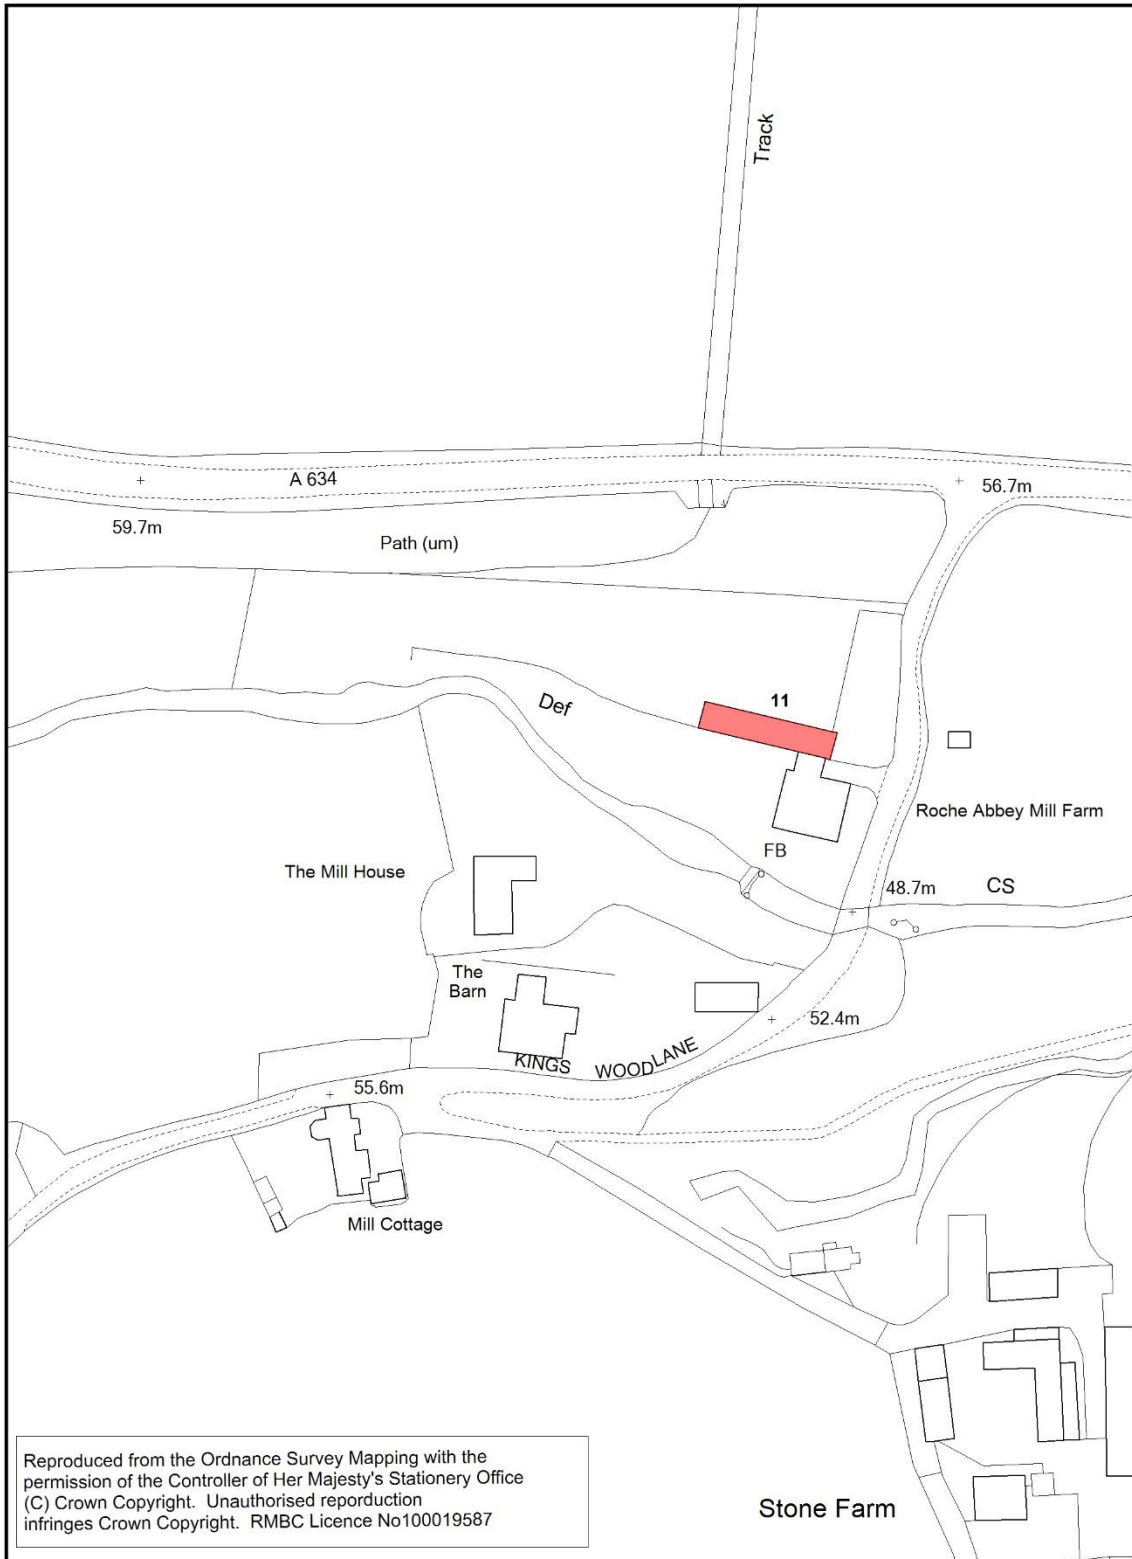 Track
A 634
56.7m
59.7m
Path (um)
Def
11
Roche Abbey Mill Farm
FB
The Mill House
48.7m
CS
The
Barn
52.4m
KINGS WOOD LANE
55.6m
Mill Cottage
Reproduced from the Ordnance Survey Mapping with the
permission of the Controller of Her Majesty's Stationery Office
(C) Crown Copyright. Unauthorised reporduction
infringes Crown Copyright. RMBC Licence No100019587
Stone Farm